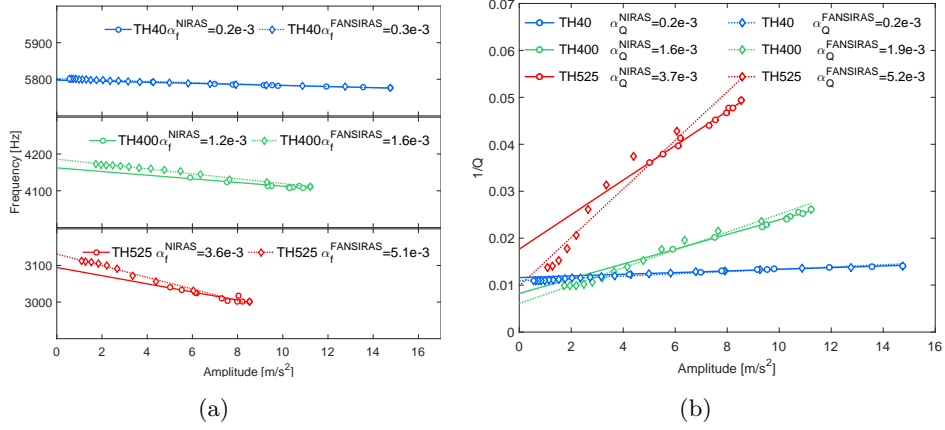 5900
5800
TH40α_f^NIRAS=0.2e-3 TH40α_f^FANSIRAS=0.3e-3
4200
4100
TH400α_f^NIRAS=1.2e-3 TH400α_f^FANSIRAS=1.6e-3
3100
3000
TH525 α_f^NIRAS=3.6e-3 TH525 α_f^FANSIRAS=5.1e-3
Frequency [Hz]
0 2 4 6 8 10 12 14 16
Amplitude [m/s²]
(a)
0.07
0.06
0.05
0.04
0.03
0.02
0.01
0
1/Q
TH40 α_Q^NIRAS=0.2e-3 TH40 α_Q^FANSIRAS=0.2e-3
TH400 α_Q^NIRAS=1.6e-3 TH400 α_Q^FANSIRAS=1.9e-3
TH525 α_Q^NIRAS=3.7e-3 TH525 α_Q^FANSIRAS=5.2e-3
0 2 4 6 8 10 12 14 16
Amplitude [m/s²]
(b)